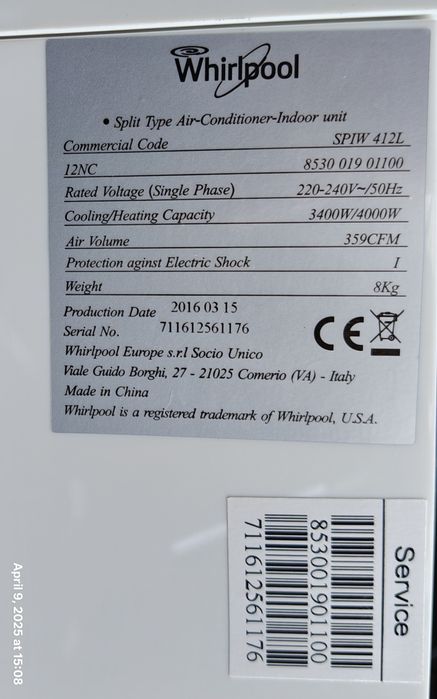 Whirlpool
• Split Type Air-Conditioner-Indoor unit
Commercial Code SPIW 412L
12NC 8530 019 01100
Rated Voltage (Single Phase) 220-240V~/50Hz
Cooling/Heating Capacity 3400W/4000W
Air Volume 359CFM
Protection aginst Electric Shock I
Weight 8Kg
Production Date 2016 03 15
Serial No. 711612561176
CE
Whirlpool Europe s.r.l Socio Unico
Viale Guido Borghi, 27 - 21025 Comerio (VA) - Italy
Made in China
Whirlpool is a registered trademark of Whirlpool, U.S.A.
Service
853001901100
711612561176
April 9, 2025 at 15:08